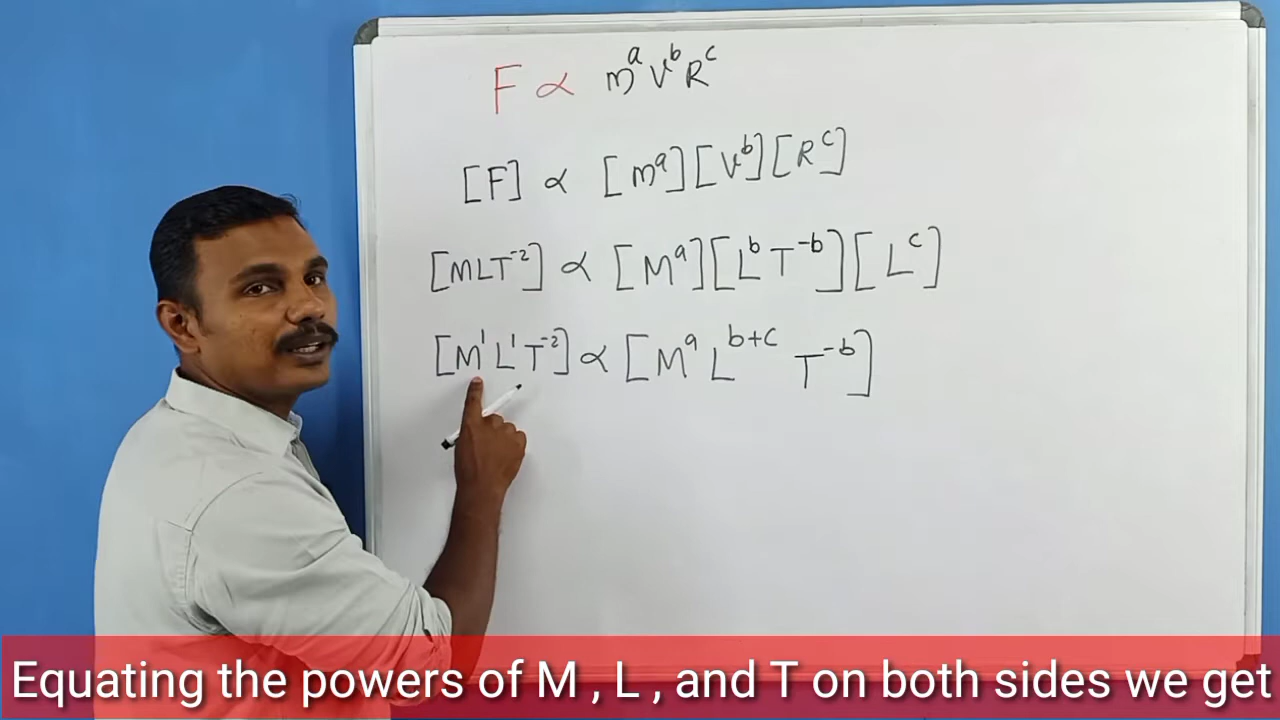 F ∝ m^a V^b R^c
[F] ∝ [m^a][V^b][R^c]
[MLT^-2] ∝ [M^a][L^b T^-b][L^c]
[M^1 L^1 T^-2] ∝ [M^a L^b+c T^-b]
Equating the powers of M , L , and T on both sides we get